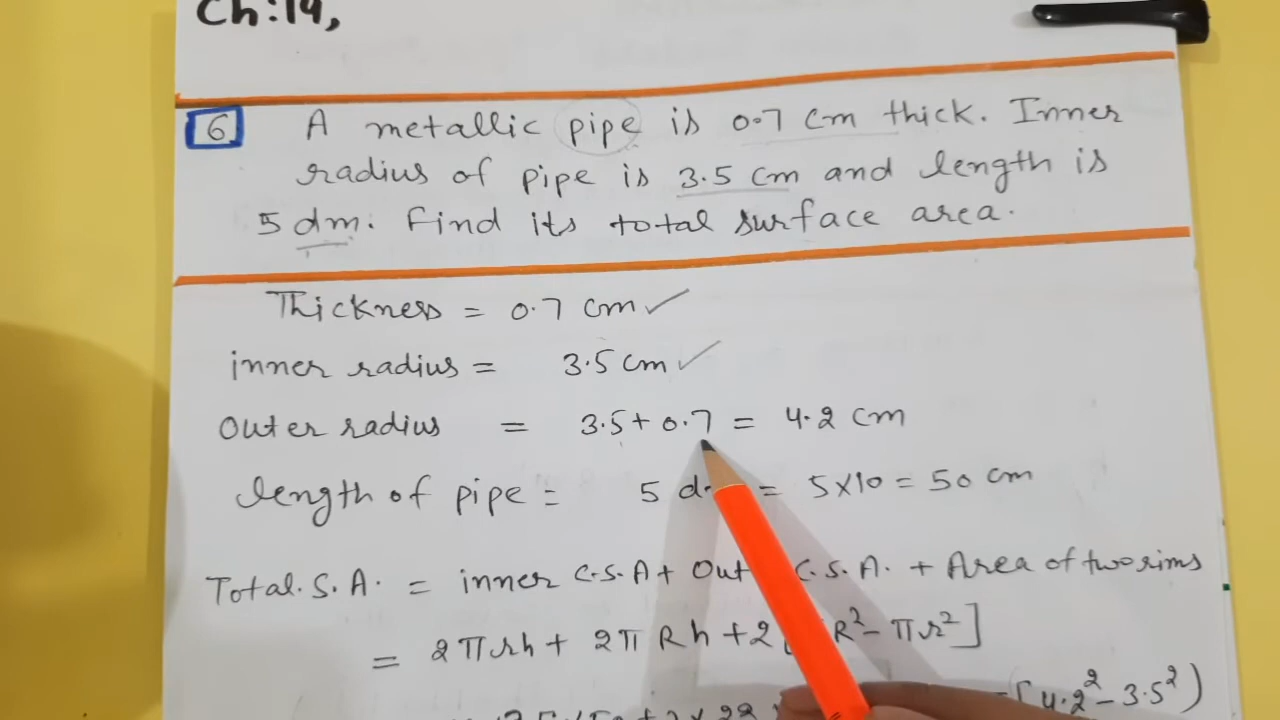 Ch:14,
6 A metallic pipe is 0.7 cm thick. Inner
radius of pipe is 3.5 cm and length is
5 dm. Find its total surface area.
Thickness = 0.7 cm ✓
inner radius = 3.5 cm ✓
Outer radius = 3.5 + 0.7 = 4.2 cm
length of pipe = 5 d = 5 x 10 = 50 cm
Total. S. A. = inner C.S.A + Out C.S.A. + Area of two rims
= 2πrh + 2πRh + 2[ R² - πr²]
4.2² - 3.5²)